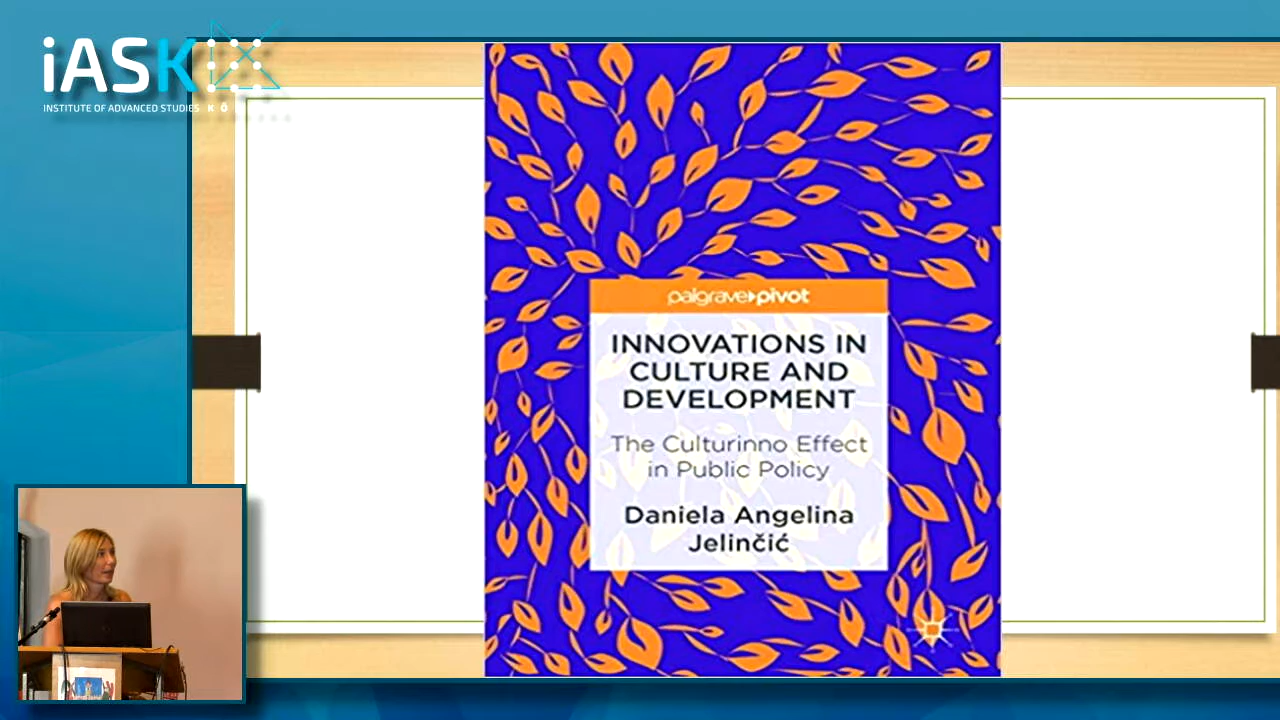 iASK
INSTITUTE OF ADVANCED STUDIES KŐ
palgrave pivot
INNOVATIONS IN
CULTURE AND
DEVELOPMENT
The Culturinno Effect
in Public Policy
Daniela Angelina
Jelinčić